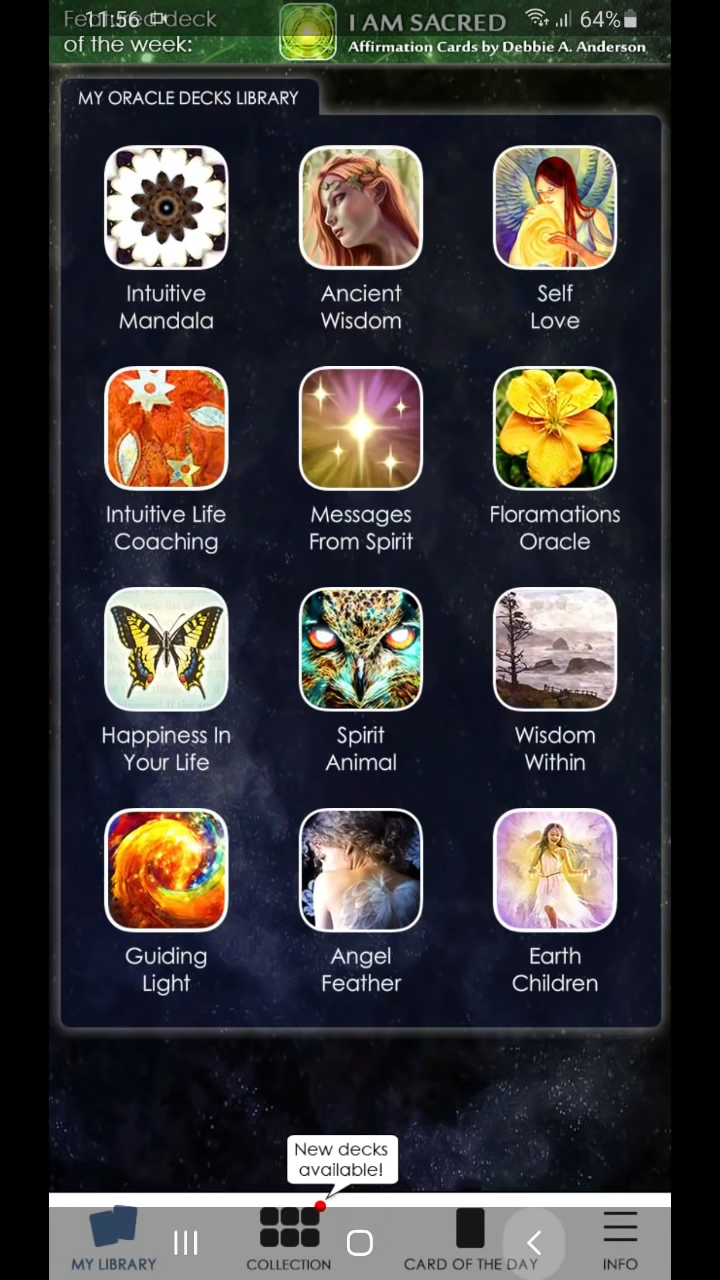 11:56
64%
Featured deck
of the week:
I AM SACRED
Affirmation Cards by Debbie A. Anderson
MY ORACLE DECKS LIBRARY
Intuitive
Mandala
Ancient
Wisdom
Self
Love
Intuitive Life
Coaching
Messages
From Spirit
Floramations
Oracle
Happiness In
Your Life
Spirit
Animal
Wisdom
Within
Guiding
Light
Angel
Feather
Earth
Children
New decks
available!
MY LIBRARY
COLLECTION
CARD OF THE DAY
INFO